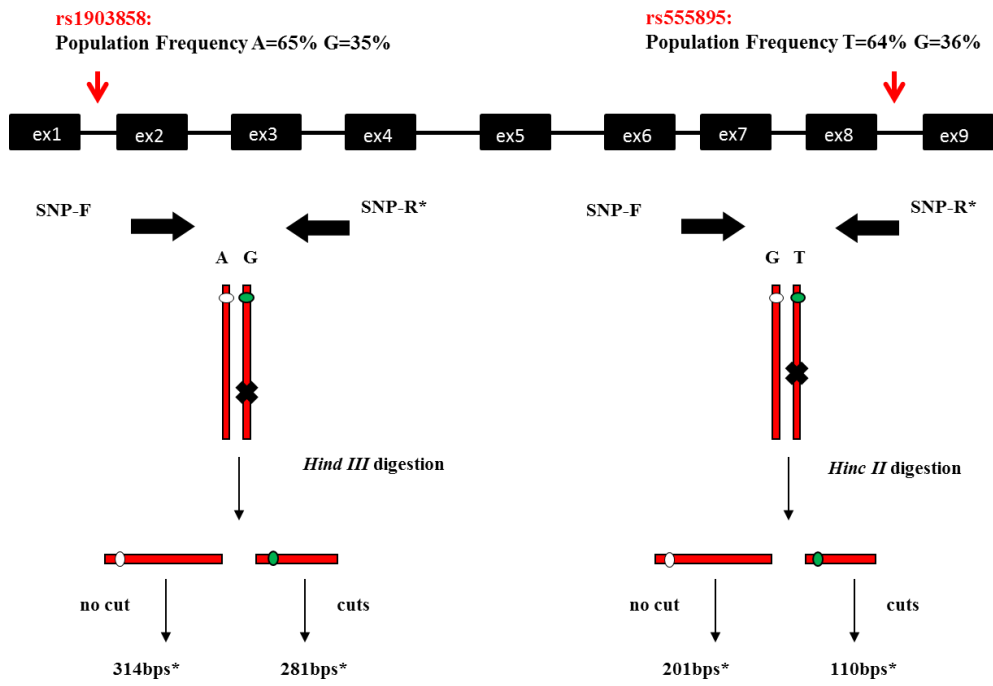 rs1903858:
Population Frequency A=65% G=35%
rs555895:
Population Frequency T=64% G=36%
ex1 ex2 ex3 ex4 ex5 ex6 ex7 ex8 ex9
SNP-F
SNP-R*
SNP-F
SNP-R*
A G
G T
Hind III digestion
Hinc II digestion
no cut
cuts
no cut
cuts
314bps*
281bps*
201bps*
110bps*